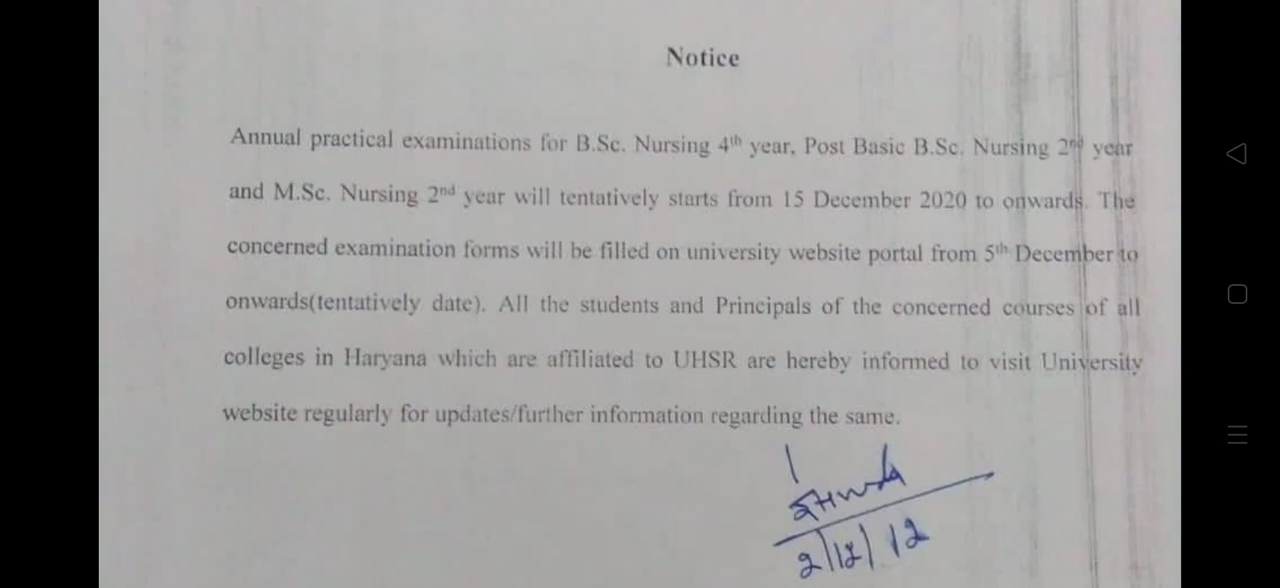 Notice
Annual practical examinations for B.Sc. Nursing 4th year, Post Basic B.Sc. Nursing 2nd year
and M.Sc. Nursing 2nd year will tentatively starts from 15 December 2020 to onwards. The
concerned examination forms will be filled on university website portal from 5th December to
onwards(tentatively date). All the students and Principals of the concerned courses of all
colleges in Haryana which are affiliated to UHSR are hereby informed to visit University
website regularly for updates/further information regarding the same.
2/12/12